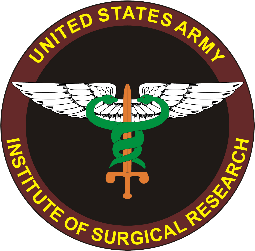 UNITED STATES ARMY
INSTITUTE OF SURGICAL RESEARCH